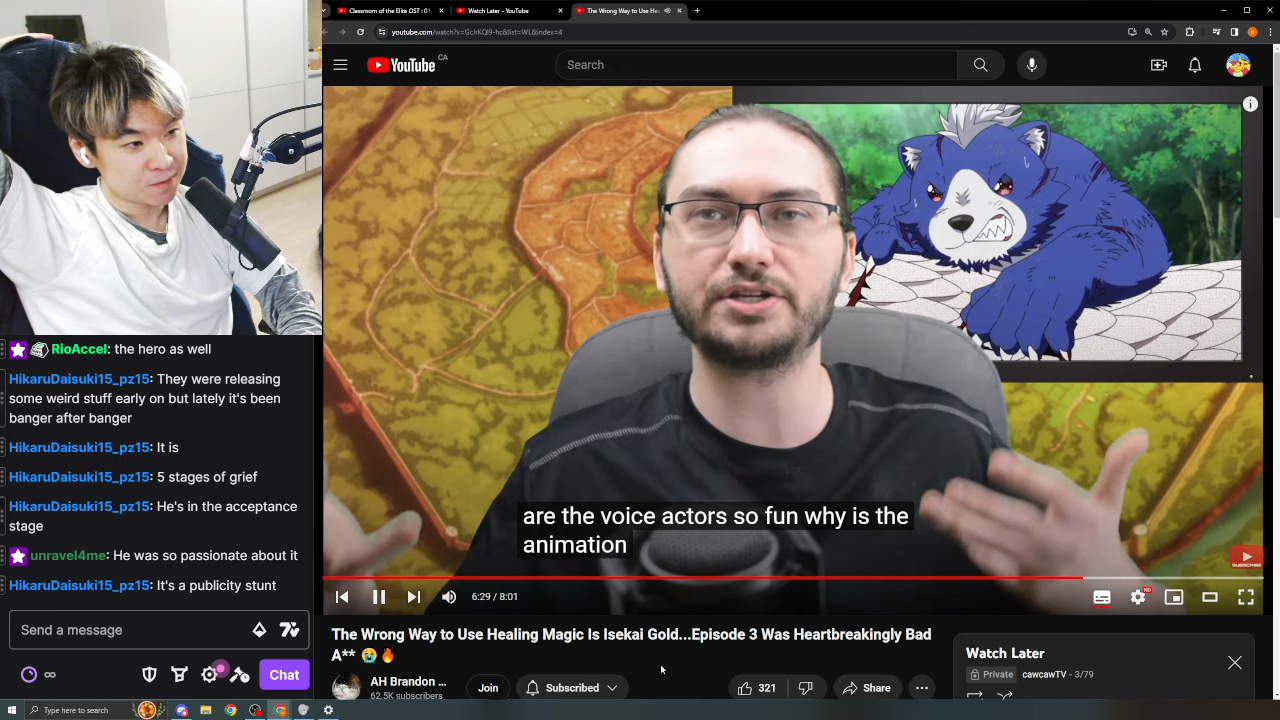 Classroom of the Elite OST : 01.
Watch Later - YouTube
The Wrong Way to Use Hea
youtube.com/watch?v=GcJrKQI9-hc&list=WL&index=4
YouTube CA
Search
RioAccel: the hero as well
HikaruDaisuki15_pz15: They were releasing
some weird stuff early on but lately it's been
banger after banger
HikaruDaisuki15_pz15: It is
HikaruDaisuki15_pz15: 5 stages of grief
HikaruDaisuki15_pz15: He's in the acceptance
stage
unravel4me: He was so passionate about it
HikaruDaisuki15_pz15: It's a publicity stunt
Send a message
Chat
are the voice actors so fun why is the
animation
SUBSCRIBE
6:29 / 8:01
HD
The Wrong Way to Use Healing Magic Is Isekai Gold...Episode 3 Was Heartbreakingly Bad
A** 😭🔥
AH Brandon ...
62.5K subscribers
Join
Subscribed
321
Share
Watch Later
Private cawcawTV - 3/79
Type here to search